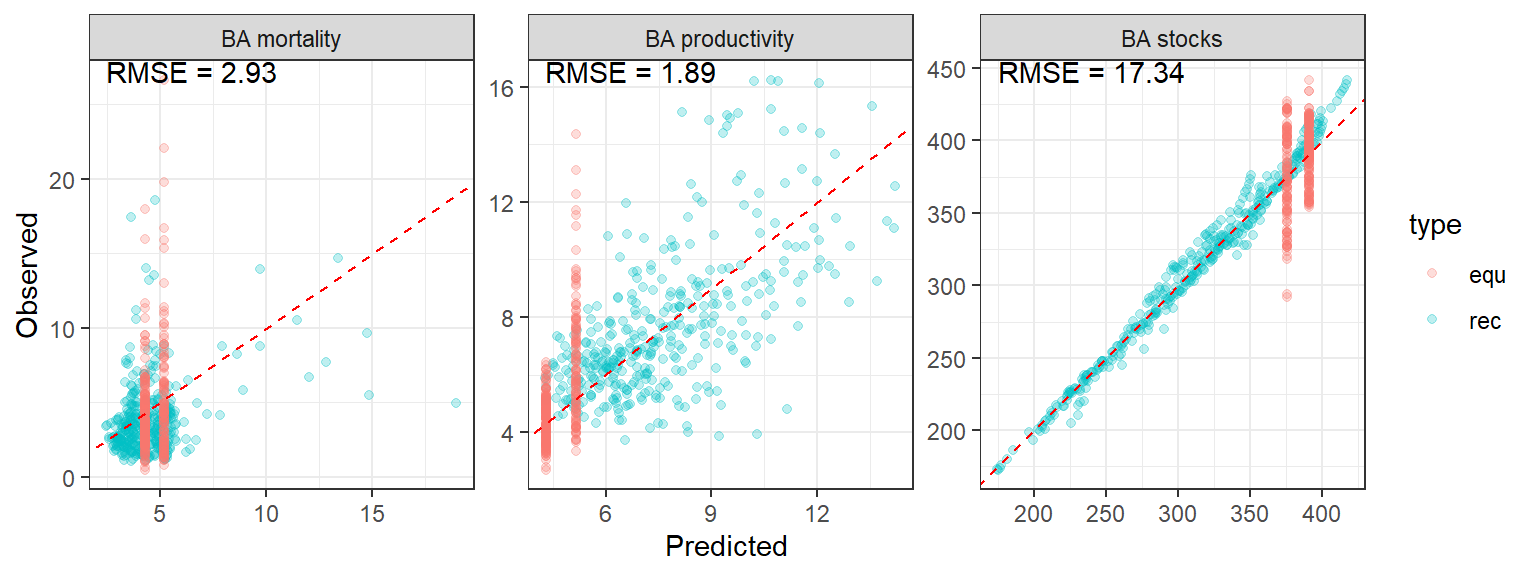 BA mortality
BA productivity
BA stocks
RMSE = 2.93
RMSE = 1.89
RMSE = 17.34
Observed
20
10
0
5
10
15
16
12
8
4
6
9
12
450
400
350
300
250
200
200
250
300
350
400
Predicted
type
equ
rec